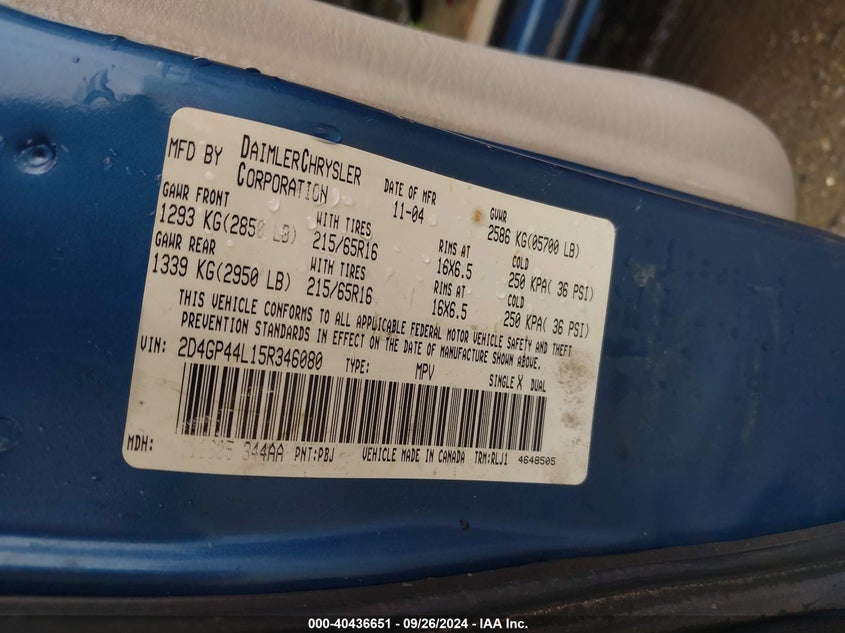 MFD BY DAIMLERCHRYSLER CORPORATION
DATE OF MFR 11-04
GVWR 2586 KG(05700 LB)
GAWR FRONT
1293 KG(2850 LB) WITH TIRES 215/65R16 RIMS AT 16X6.5 COLD 250 KPA( 36 PSI)
GAWR REAR
1339 KG(2950 LB) WITH TIRES 215/65R16 RIMS AT 16X6.5 COLD 250 KPA( 36 PSI)
THIS VEHICLE CONFORMS TO ALL APPLICABLE FEDERAL MOTOR VEHICLE SAFETY AND THEFT
PREVENTION STANDARDS IN EFFECT ON THE DATE OF MANUFACTURE SHOWN ABOVE.
VIN: 2D4GP44L15R346080 TYPE: MPV SINGLE X DUAL
MDH: 344AA PNT:PBJ VEHICLE MADE IN CANADA TRM:RLJ1 4648505
000-40436651 - 09/26/2024 - IAA Inc.